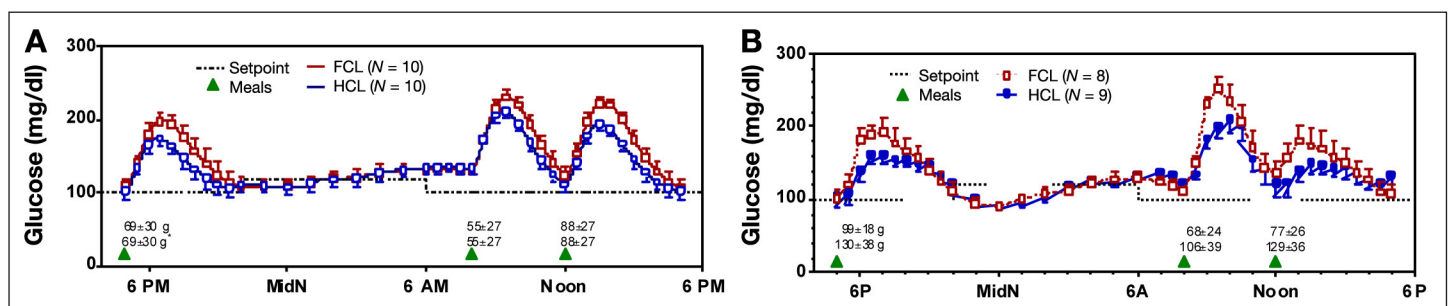 A
Glucose (mg/dl)
300
200
100
0
Setpoint
Meals
FCL (N = 10)
HCL (N = 10)
69±30 g
69±30 g*
55±27
55±27
88±27
88±27
6 PM MidN 6 AM Noon 6 PM
B
Glucose (mg/dl)
300
200
100
0
Setpoint
Meals
FCL (N = 8)
HCL (N = 9)
99±18 g
130±38 g
68±24
106±39
77±26
129±36
6P MidN 6A Noon 6P